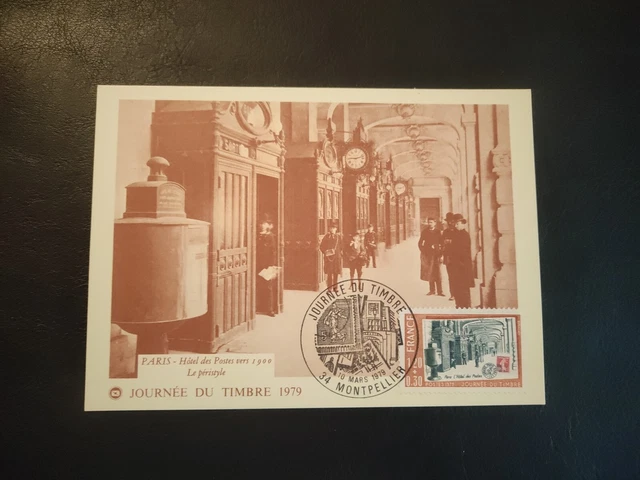 PARIS - Hôtel des Postes vers 1900
Le péristyle
JOURNÉE DU TIMBRE 1979
JOURNÉE DU TIMBRE
10 MARS 1979
34 MONTPELLIER
FRANCE
JOURNÉE DU TIMBRE